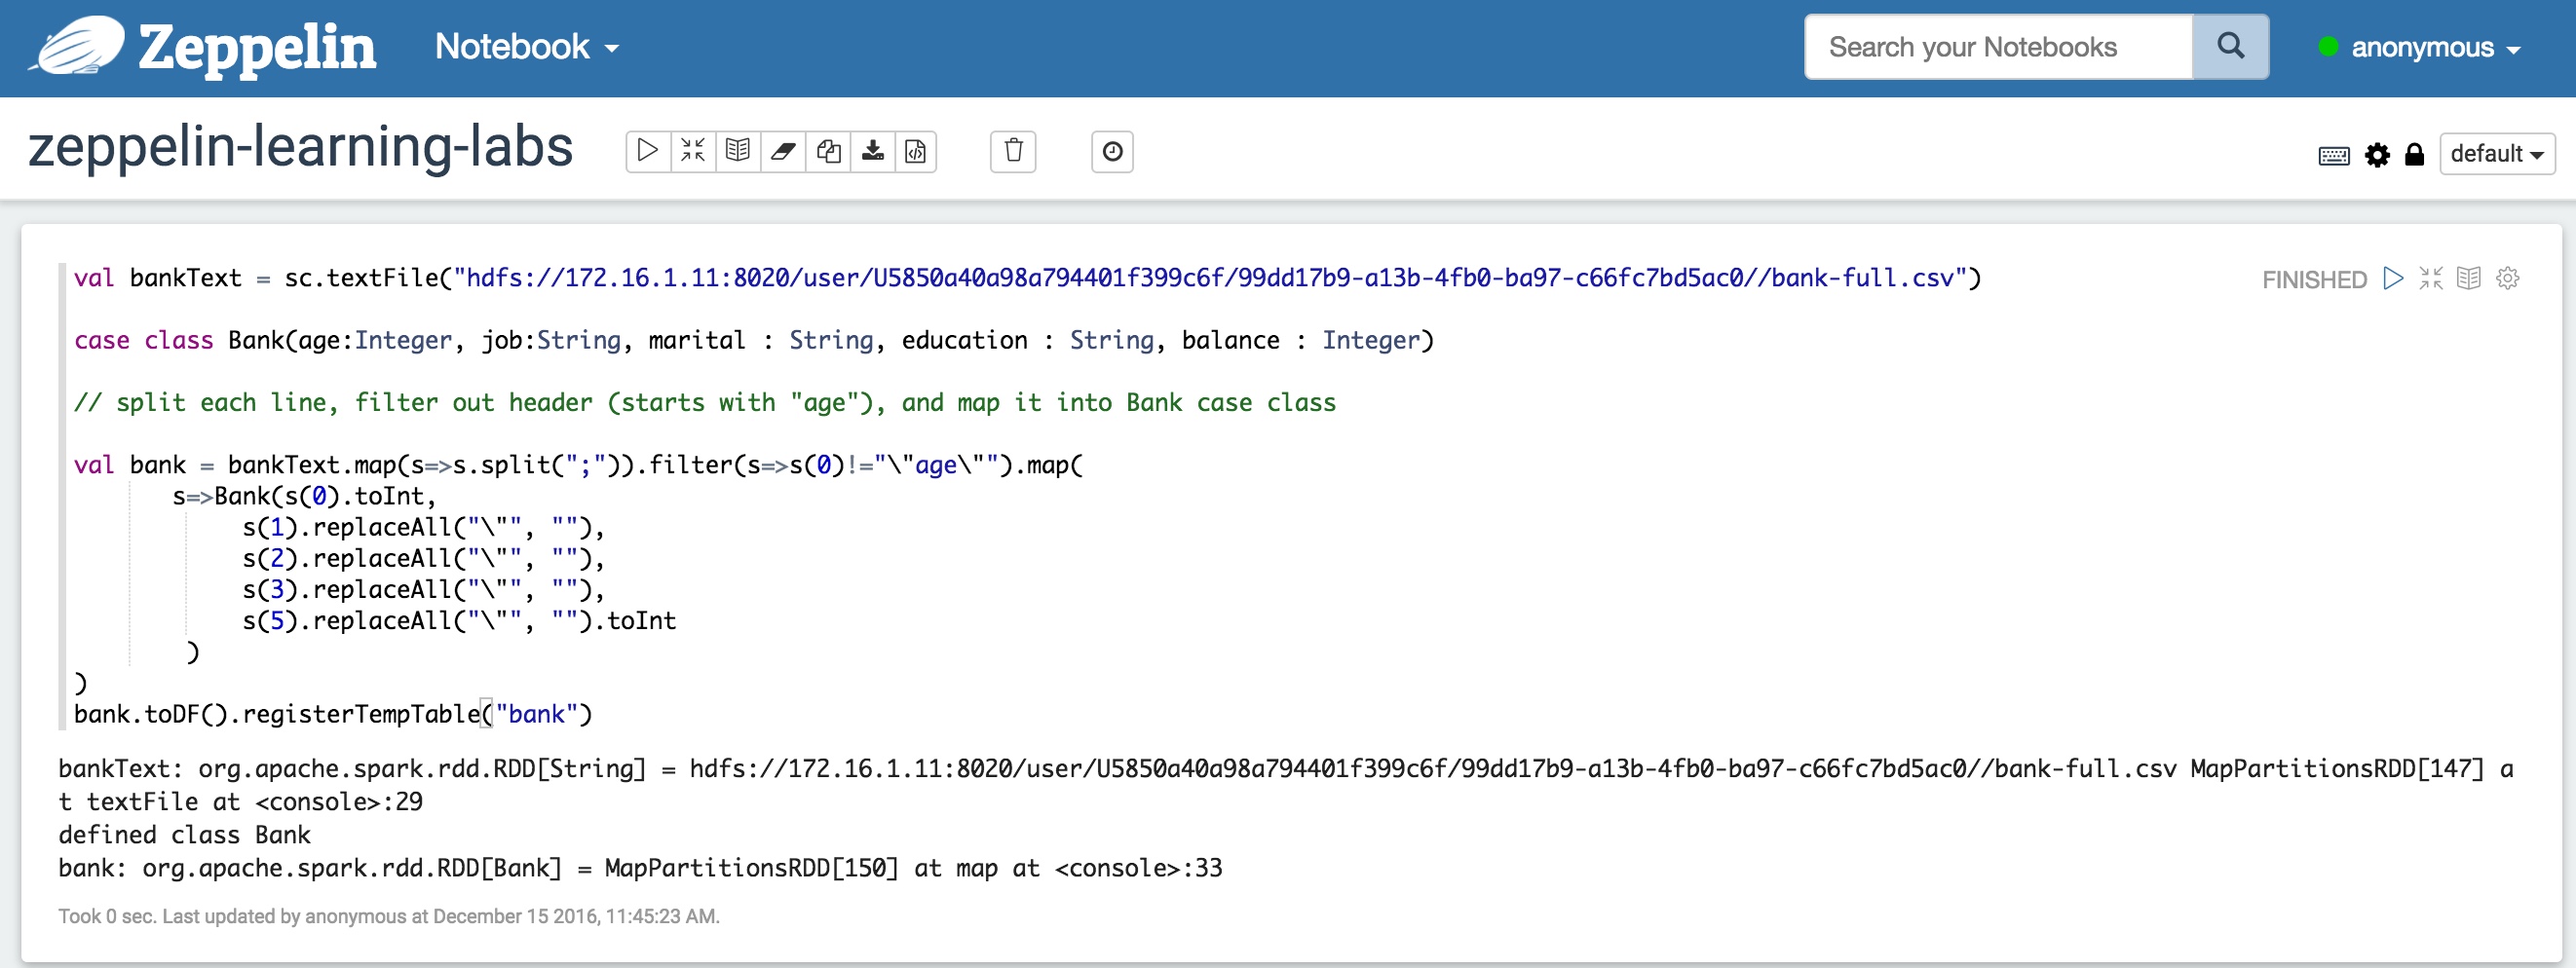 Zeppelin Notebook Search your Notebooks anonymous
zeppelin-learning-labs default
val bankText = sc.textFile("hdfs://172.16.1.11:8020/user/U5850a40a98a794401f399c6f/99dd17b9-a13b-4fb0-ba97-c66fc7bd5ac0//bank-full.csv") FINISHED
case class Bank(age:Integer, job:String, marital : String, education : String, balance : Integer)
// split each line, filter out header (starts with "age"), and map it into Bank case class
val bank = bankText.map(s=>s.split(";")).filter(s=>s(0)!="\"age\"").map(
s=>Bank(s(0).toInt,
s(1).replaceAll("\"", ""),
s(2).replaceAll("\"", ""),
s(3).replaceAll("\"", ""),
s(5).replaceAll("\"", "").toInt
)
)
bank.toDF().registerTempTable("bank")
bankText: org.apache.spark.rdd.RDD[String] = hdfs://172.16.1.11:8020/user/U5850a40a98a794401f399c6f/99dd17b9-a13b-4fb0-ba97-c66fc7bd5ac0//bank-full.csv MapPartitionsRDD[147] a
t textFile at <console>:29
defined class Bank
bank: org.apache.spark.rdd.RDD[Bank] = MapPartitionsRDD[150] at map at <console>:33
Took 0 sec. Last updated by anonymous at December 15 2016, 11:45:23 AM.